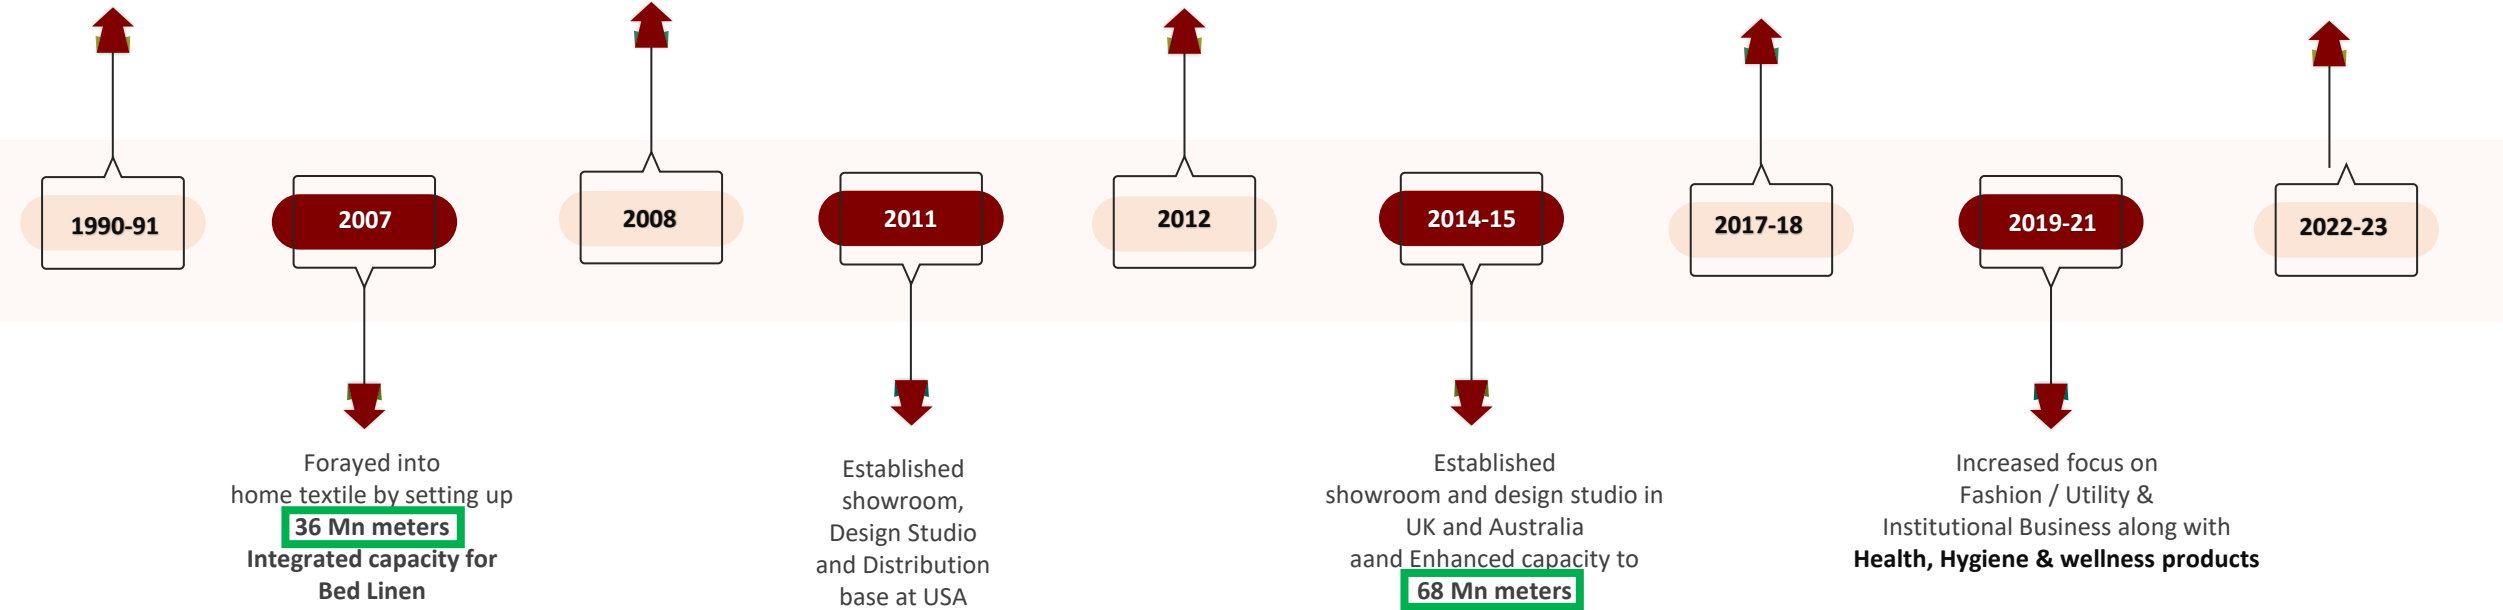 1990-91
2007
2008
2011
2012
2014-15
2017-18
2019-21
2022-23
Forayed into
home textile by setting up
36 Mn meters
Integrated capacity for
Bed Linen
Established
showroom,
Design Studio
and Distribution
base at USA
Established
showroom and design studio in
UK and Australia
aand Enhanced capacity to
68 Mn meters
Increased focus on
Fashion / Utility &
Institutional Business along with
Health, Hygiene & wellness products